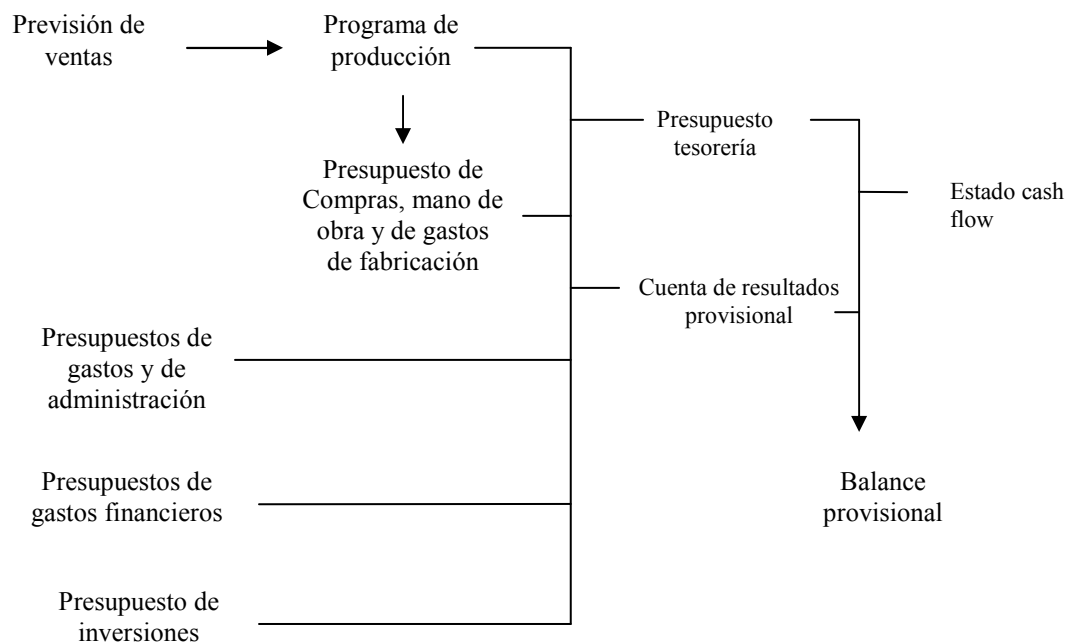 Previsión de
ventas
Programa de
producción
Presupuesto
tesorería
Presupuesto de
Compras, mano de
obra y de gastos
de fabricación
Estado cash
flow
Cuenta de resultados
provisional
Presupuestos de
gastos y de
administración
Presupuestos de
gastos financieros
Balance
provisional
Presupuesto de
inversiones